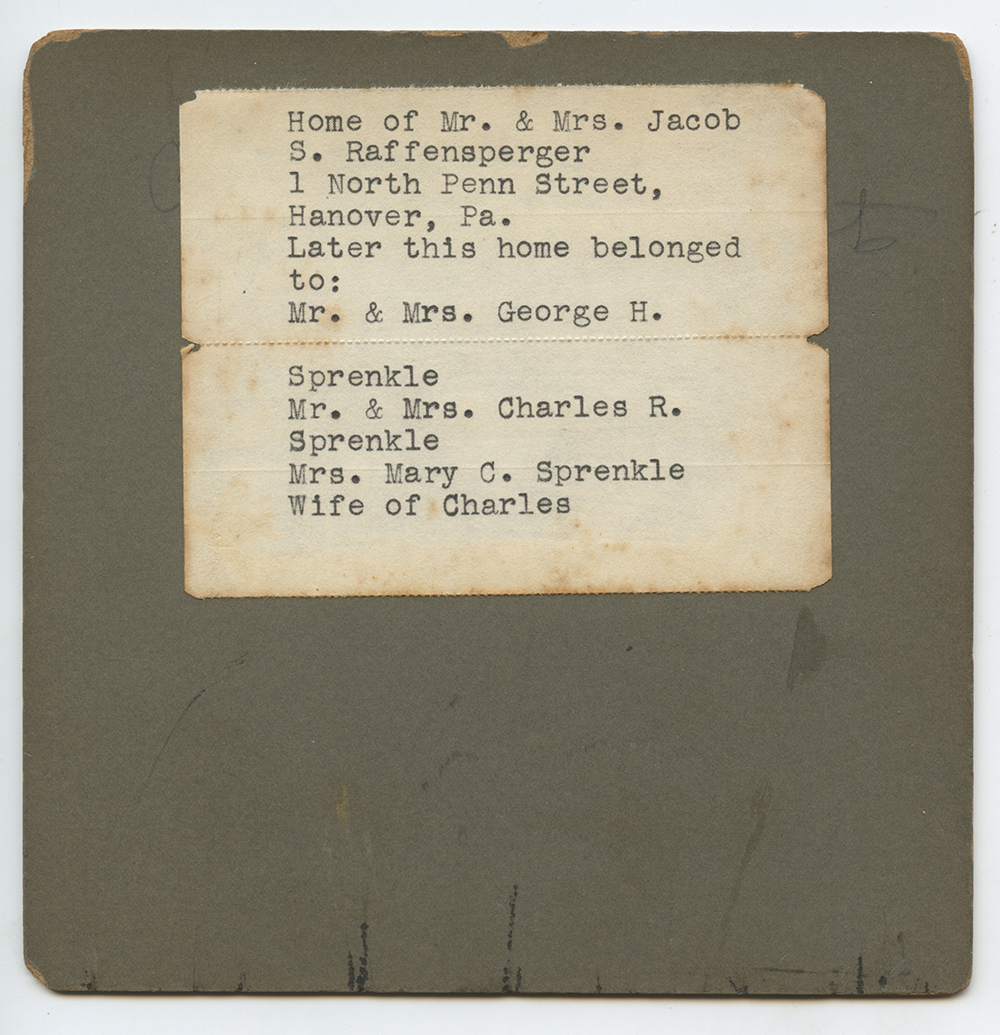 Home of Mr. & Mrs. Jacob
S. Raffensperger
1 North Penn Street,
Hanover, Pa.
Later this home belonged
to:
Mr. & Mrs. George H.
Sprenkle
Mr. & Mrs. Charles R.
Sprenkle
Mrs. Mary C. Sprenkle
Wife of Charles